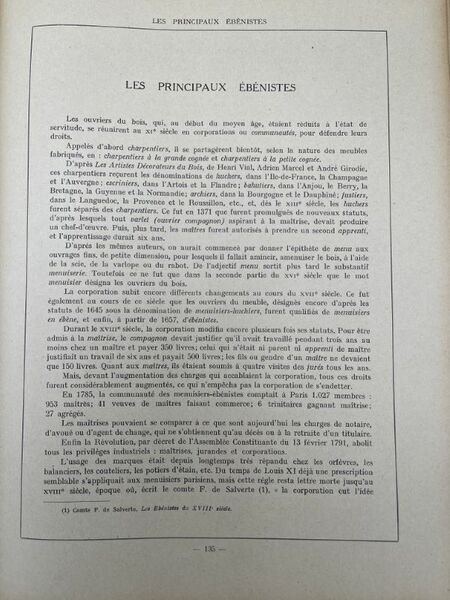 LES PRINCIPAUX ÉBÉNISTES
LES PRINCIPAUX ÉBÉNISTES
Les ouvriers du bois, qui, au début du moyen âge, étaient réduits à l'état de
servitude, se réunirent au XIe siècle en corporations ou communautés, pour défendre leurs
droits.
Appelés d'abord charpentiers, il se partagèrent bientôt, selon la nature des meubles
fabriqués, en : charpentiers à la grande cognée et charpentiers à la petite cognée.
D'après Les Artistes Décorateurs du Bois, de Henri Vial, Adrien Marcel et André Girodie,
ces charpentiers reçurent les dénominations de huchers, dans l'Ile-de-France, la Champagne
et l'Auvergne ; escriniers, dans l'Artois et la Flandre ; bahutiers, dans l'Anjou, le Berry, la
Bretagne, la Guyenne et la Normandie ; archiers, dans la Bourgogne et le Dauphiné ; fustiers,
dans le Languedoc, la Provence et le Roussillon, etc., et, dès le XIIIe siècle, les huchers
furent séparés des charpentiers. Ce fut en 1371 que furent promulgués de nouveaux statuts,
d'après lesquels tout varlet (ouvrier compagnon) aspirant à la maîtrise, devait produire
un chef-d'œuvre. Puis, plus tard, les maîtres furent autorisés à prendre un second apprenti,
et l'apprentissage durait six ans.
D'après les mêmes auteurs, on aurait commencé par donner l'épithète de menu aux
ouvrages fins, de petite dimension, pour lesquels il fallait amincir, amenuiser le bois, à l'aide
de la scie, de la varlope ou du rabot. De l'adjectif menu sortit plus tard le substantif
menuiserie. Toutefois ce ne fut que dans la seconde partie du XVIe siècle que le mot
menuisier désigna les ouvriers du bois.
La corporation subit encore différents changements au cours du XVIIe siècle. Ce fut
également au cours de ce siècle que les ouvriers du meuble, désignés encore d'après les
statuts de 1645 sous la dénomination de menuisiers-huchiers, furent qualifiés de menuisiers
en ébène, et enfin, à partir de 1657, d'ébénistes.
Durant le XVIIIe siècle, la corporation modifia encore plusieurs fois ses statuts. Pour être
admis à la maîtrise, le compagnon devait justifier qu'il avait travaillé pendant trois ans au
moins chez un maître et payer 350 livres; celui qui n'était ni parent ni apprenti de maître
justifiait un travail de six ans et payait 500 livres; les fils ou gendre d'un maître ne devaient
que 150 livres. Quant aux maîtres, ils étaient soumis à quatre visites des jurés tous les ans.
Mais, devant l'augmentation des charges qui accablaient la corporation, tous ces droits
furent considérablement augmentés, ce qui n'empêcha pas la corporation de s'endetter.
En 1785, la communauté des menuisiers-ébénistes comptait à Paris 1.027 membres :
953 maîtres; 41 veuves de maîtres faisant commerce; 6 trinitaires gagnant maîtrise;
27 agrégés.
Les maîtrises pouvaient se comparer à ce que sont aujourd'hui les charges de notaire,
d'avoué ou d'agent de change, qui ne s'obtiennent qu'au décès ou à la retraite d'un titulaire.
Enfin la Révolution, par décret de l'Assemblée Constituante du 13 février 1791, abolit
tous les privilèges industriels : maîtrises, jurandes et corporations.
L'usage des marques était depuis longtemps très répandu chez les orfèvres, les
balanciers, les couteliers, les potiers d'étain, etc. Du temps de Louis XI déjà une prescription
semblable s'appliquait aux menuisiers parisiens, mais cette règle resta lettre morte jusqu'au
XVIIIe siècle, époque où, écrit le comte F. de Salverte (1), « la corporation eut l'idée
(1) Comte F. de Salverte, Les Ébénistes du XVIIIe siècle.
— 135 —